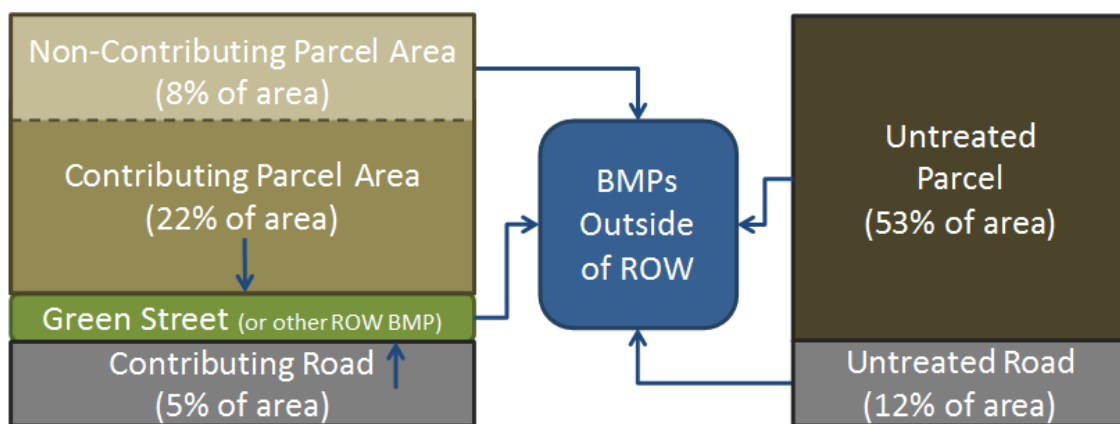 Non-Contributing Parcel Area
(8% of area)
Contributing Parcel Area
(22% of area)
Green Street (or other ROW BMP)
Contributing Road
(5% of area)
BMPs
Outside
of ROW
Untreated
Parcel
(53% of area)
Untreated Road
(12% of area)